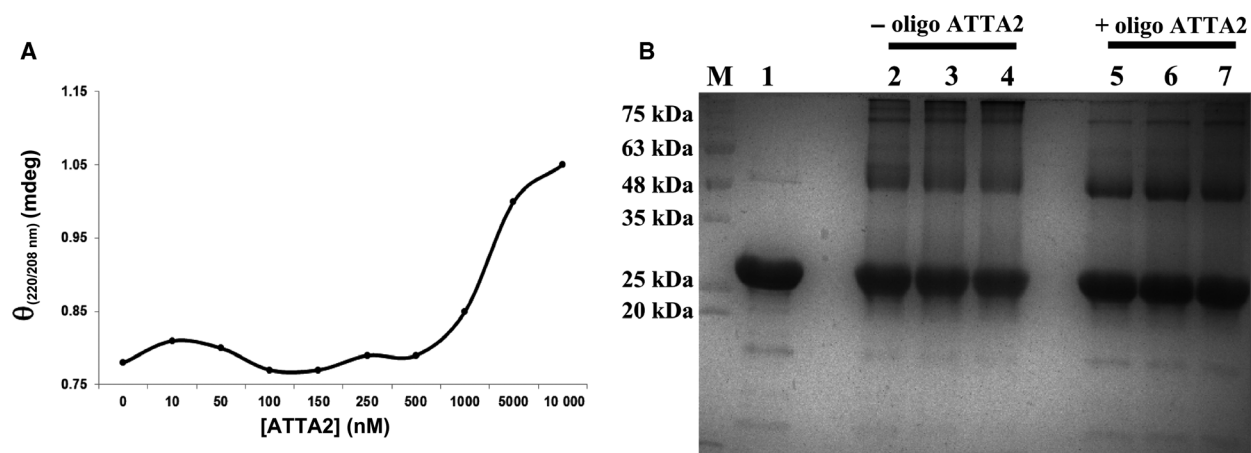 A
1.15
1.05
0.95
0.85
0.75
θ(220/208 nm) (mdeg)
0 10 50 100 150 250 500 1000 5000 10 000
[ATTA2] (nM)
B
– oligo ATTA2 + oligo ATTA2
M 1 2 3 4 5 6 7
75 kDa
63 kDa
48 kDa
35 kDa
25 kDa
20 kDa